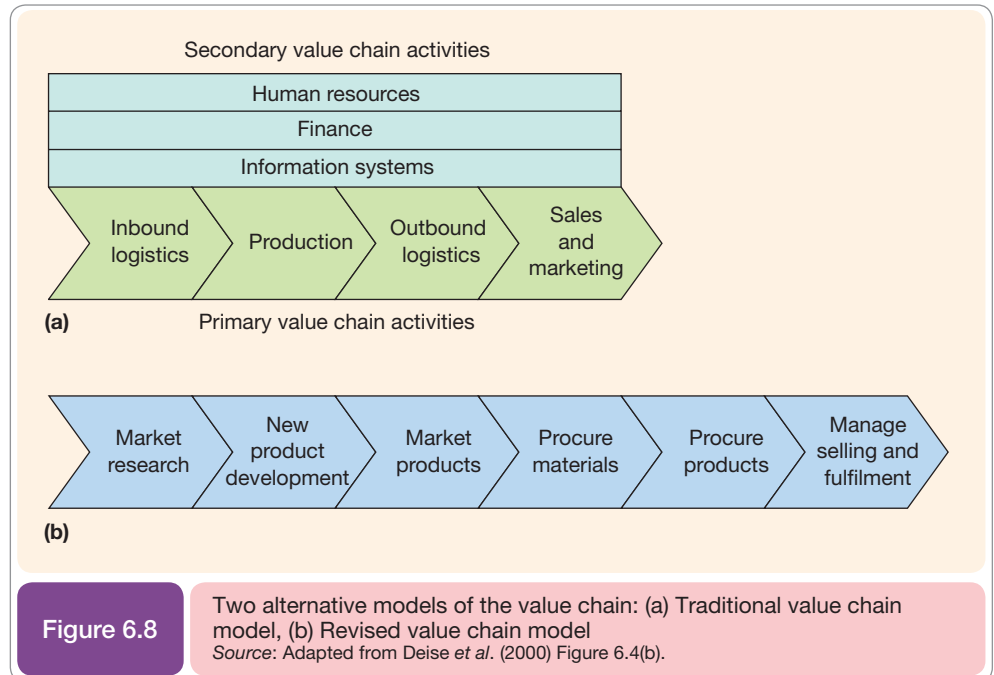 Secondary value chain activities
Human resources
Finance
Information systems
Inbound
logistics
Production
Outbound
logistics
Sales
and
marketing
(a)
Primary value chain activities
Market
research
New
product
development
Market
products
Procure
materials
Procure
products
Manage
selling and
fulfilment
(b)
Figure 6.8
Two alternative models of the value chain: (a) Traditional value chain
model, (b) Revised value chain model
Source: Adapted from Deise et al. (2000) Figure 6.4(b).